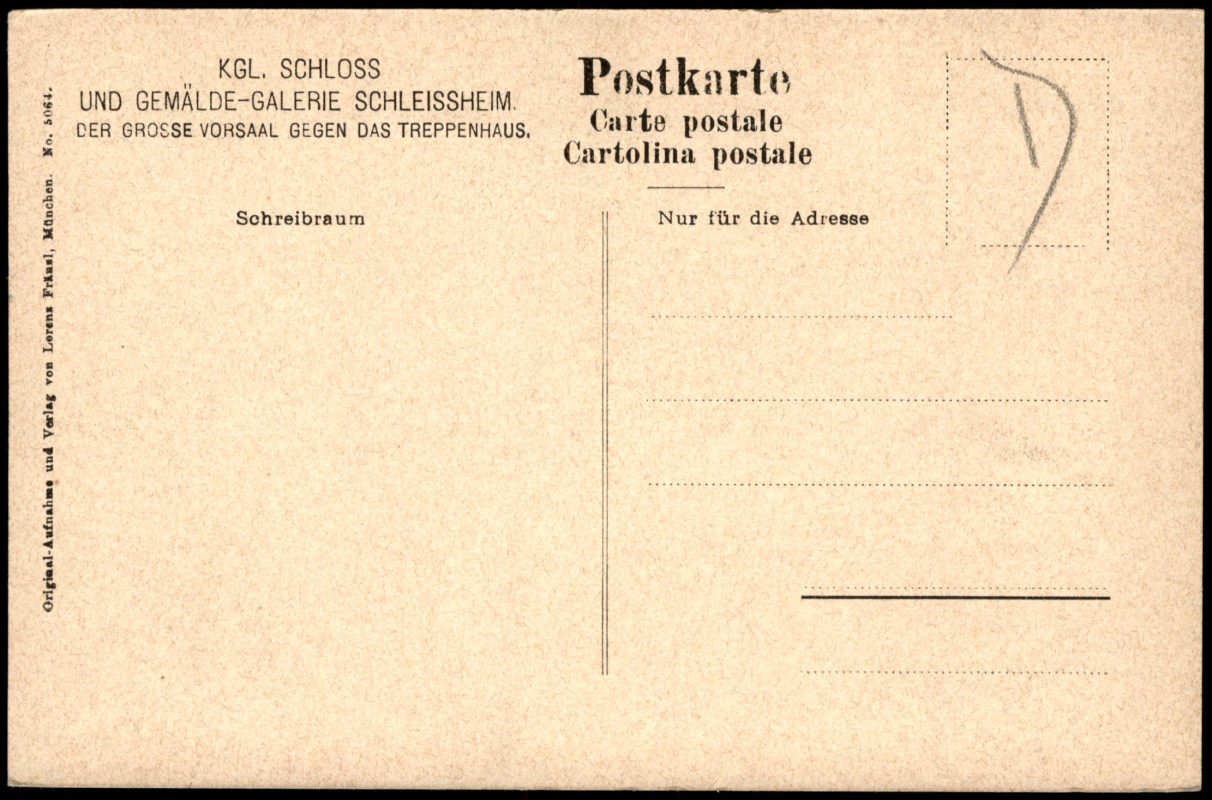 KGL. SCHLOSS
UND GEMÄLDE-GALERIE SCHLEISSHEIM.
DER GROSSE VORSAAL GEGEN DAS TREPPENHAUS.
Postkarte
Carte postale
Cartolina postale
Schreibraum
Nur für die Adresse
Original-Aufnahme und Verlag von Lorenz Fränzl, München. No. 5064.